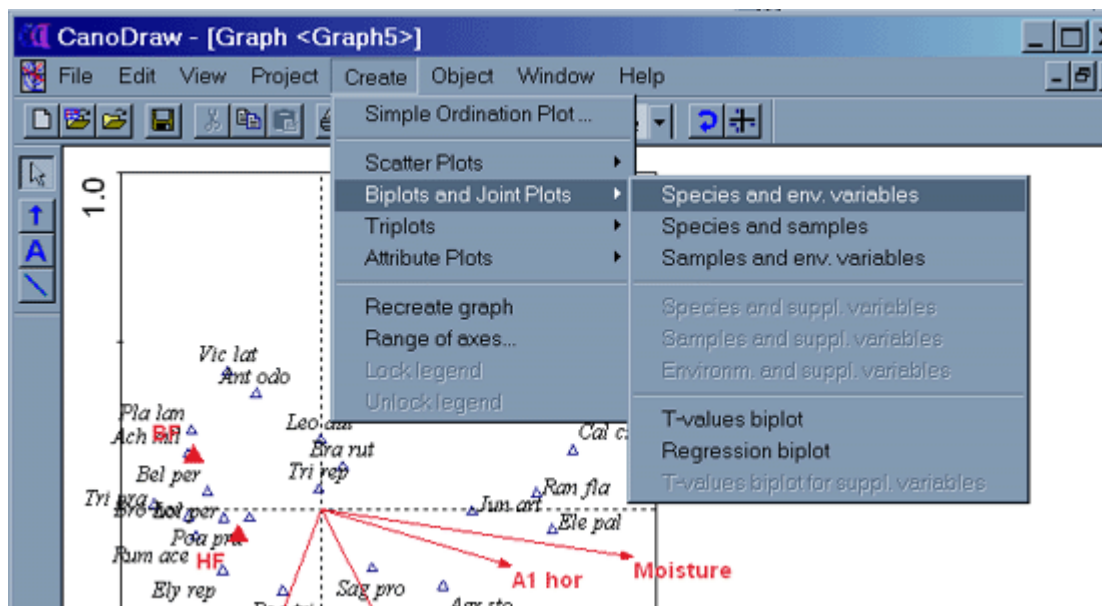 CanoDraw - [Graph <Graph5>]
File Edit View Project Create Object Window Help
Simple Ordination Plot ...
Scatter Plots
Biplots and Joint Plots
Triplots
Attribute Plots
Recreate graph
Range of axes...
Lock legend
Unlock legend
Species and env. variables
Species and samples
Samples and env. variables
Species and suppl. variables
Samples and suppl. variables
Environm. and suppl. variables
T-values biplot
Regression biplot
T-values biplot for suppl. variables
A
1.0
Vic lat
Ant odo
Pla lan
BF
Ach mil
Leo
Bra rut
Cal
Bel per
Tri rep
Ran fla
Tri pra
Jun art
Ele pal
Poa pra
Rum ace
HF
Ely rep
Sag pro
A1 hor
Moisture
Agr sto